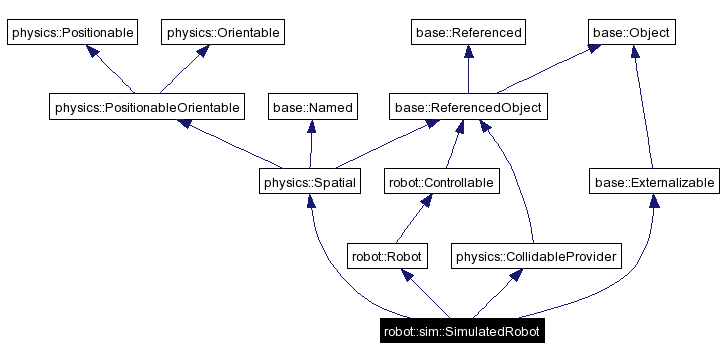 physics::Positionable
physics::Orientable
base::Referenced
base::Object
physics::PositionableOrientable
base::Named
base::ReferencedObject
physics::Spatial
robot::Controllable
base::Externalizable
robot::Robot
physics::CollidableProvider
robot::sim::SimulatedRobot